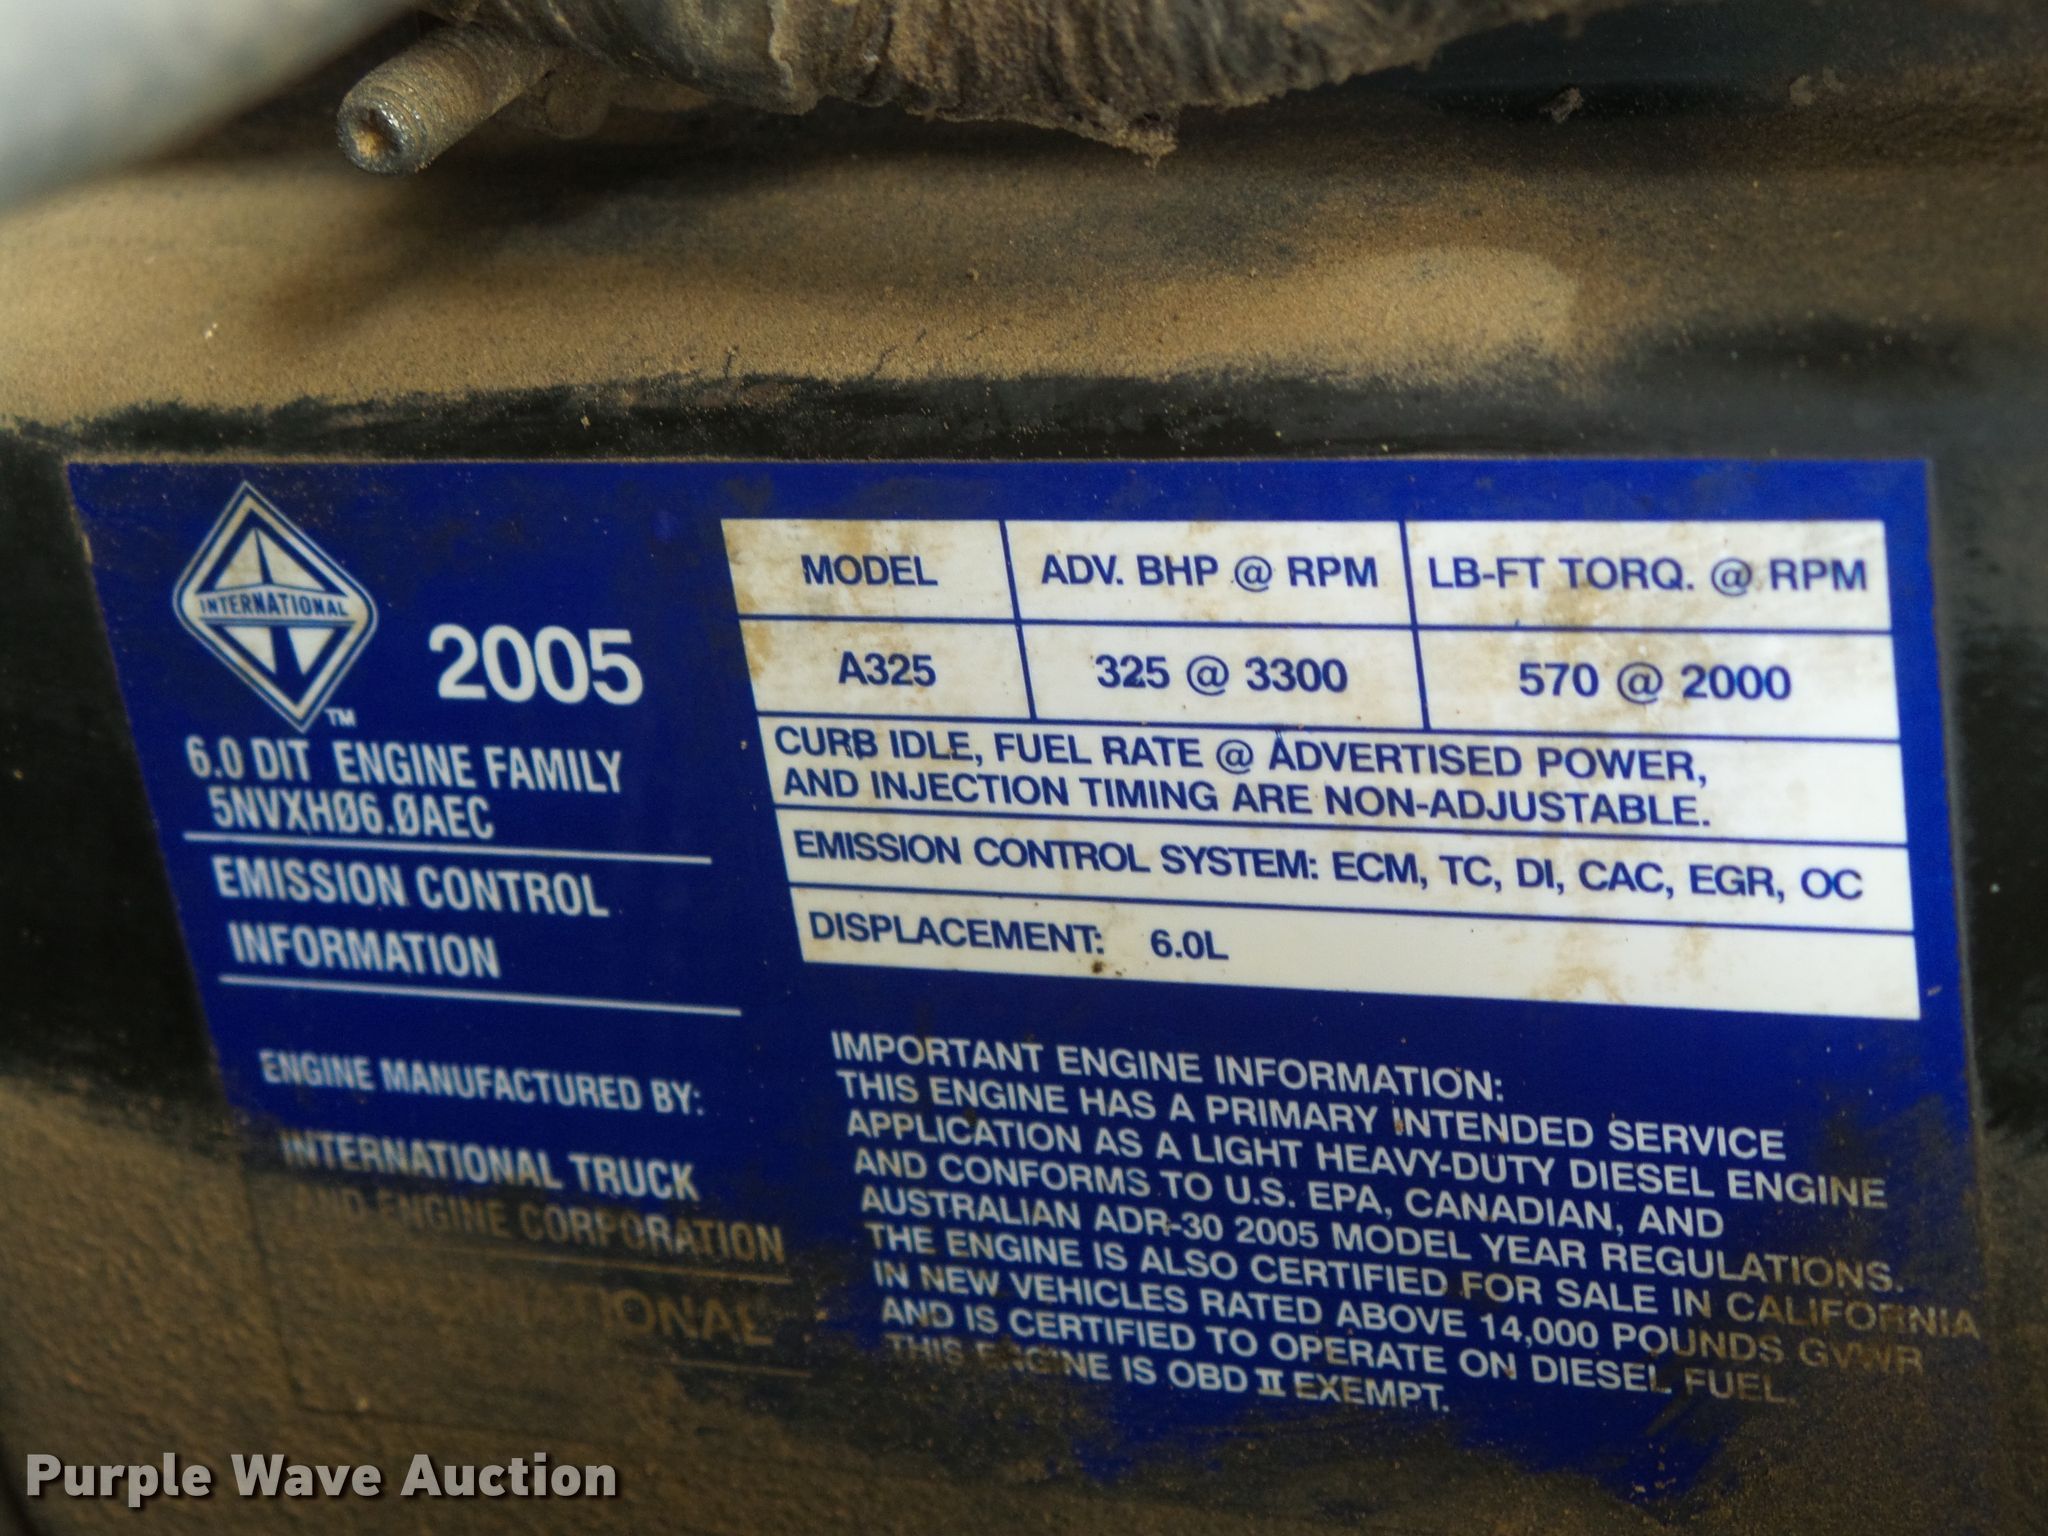 INTERNATIONAL
TM
2005
6.0 DIT ENGINE FAMILY
5NVXHØ6.ØAEC
EMISSION CONTROL
INFORMATION
ENGINE MANUFACTURED BY:
INTERNATIONAL TRUCK
AND ENGINE CORPORATION
INTERNATIONAL
MODEL ADV. BHP @ RPM LB-FT TORQ. @ RPM
A325 325 @ 3300 570 @ 2000
CURB IDLE, FUEL RATE @ ADVERTISED POWER,
AND INJECTION TIMING ARE NON-ADJUSTABLE.
EMISSION CONTROL SYSTEM: ECM, TC, DI, CAC, EGR, OC
DISPLACEMENT: 6.0L
IMPORTANT ENGINE INFORMATION:
THIS ENGINE HAS A PRIMARY INTENDED SERVICE
APPLICATION AS A LIGHT HEAVY-DUTY DIESEL ENGINE
AND CONFORMS TO U.S. EPA, CANADIAN, AND
AUSTRALIAN ADR-30 2005 MODEL YEAR REGULATIONS.
THE ENGINE IS ALSO CERTIFIED FOR SALE IN CALIFORNIA
IN NEW VEHICLES RATED ABOVE 14,000 POUNDS GVWR
AND IS CERTIFIED TO OPERATE ON DIESEL FUEL.
THIS ENGINE IS OBD II EXEMPT.
Purple Wave Auction